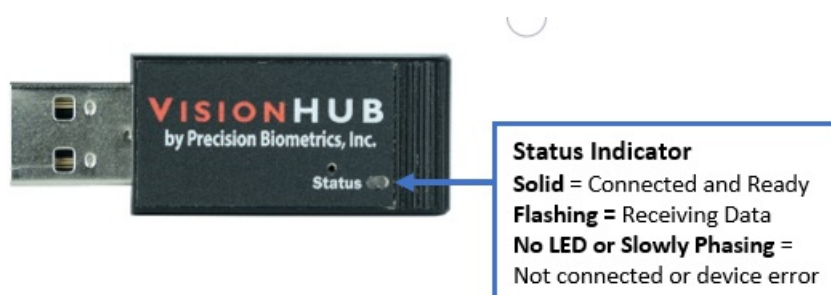 VISIONHUB
by Precision Biometrics, Inc.
Status
Status Indicator
Solid = Connected and Ready
Flashing = Receiving Data
No LED or Slowly Phasing =
Not connected or device error